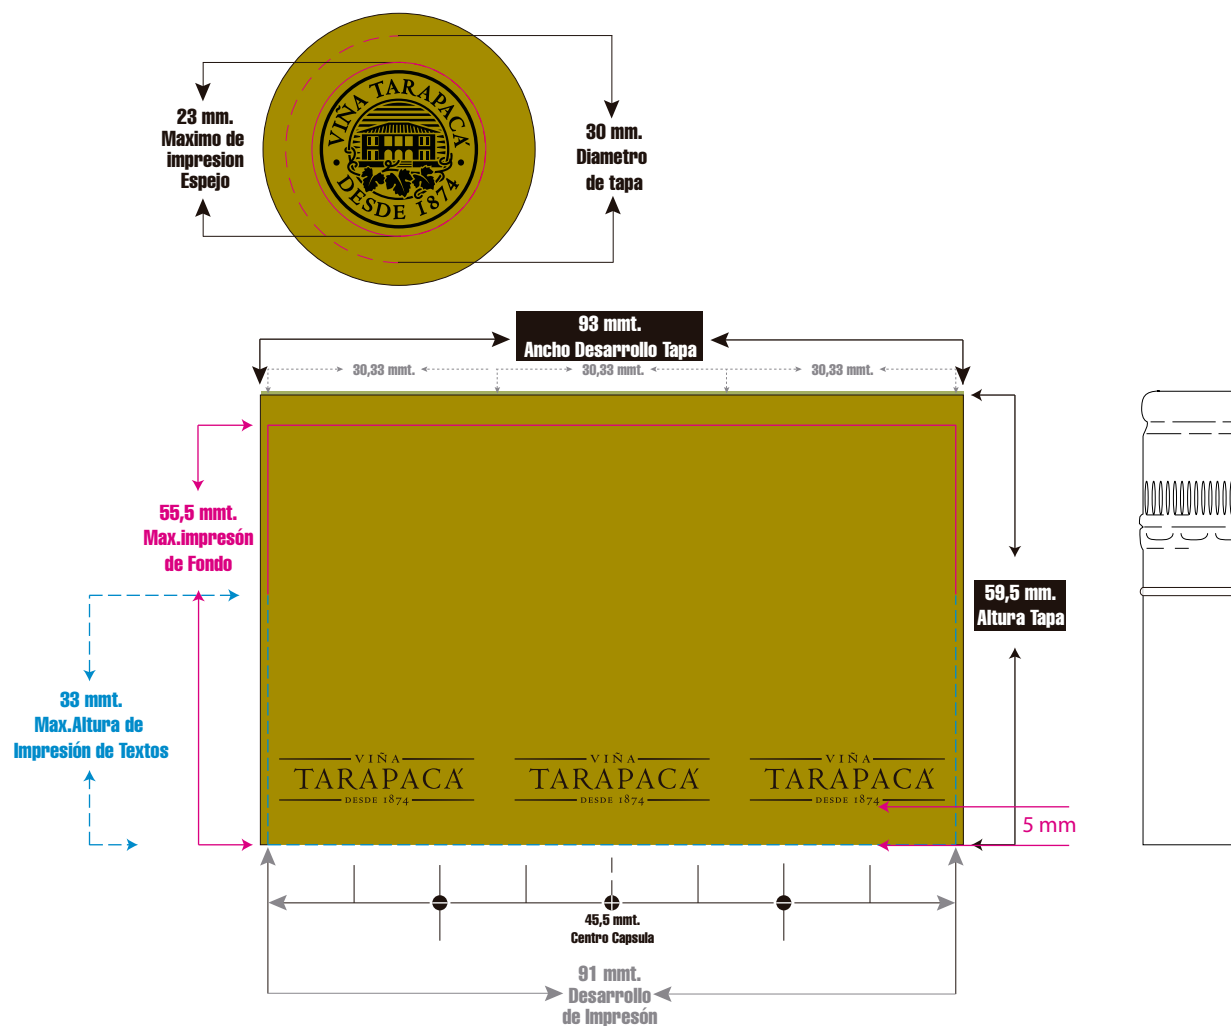 VIÑA TARAPACÁ
DESDE 1874
23 mm.
Maximo de
impresion
Espejo
30 mm.
Diametro
de tapa
93 mmt.
Ancho Desarrollo Tapa
30,33 mmt.
30,33 mmt.
30,33 mmt.
55,5 mmt.
Max.impresón
de Fondo
59,5 mm.
Altura Tapa
33 mmt.
Max.Altura de
Impresión de Textos
VIÑA
TARAPACÁ
DESDE 1874
VIÑA
TARAPACÁ
DESDE 1874
VIÑA
TARAPACÁ
DESDE 1874
5 mm
45,5 mmt.
Centro Capsula
91 mmt.
Desarrollo
de Impresón